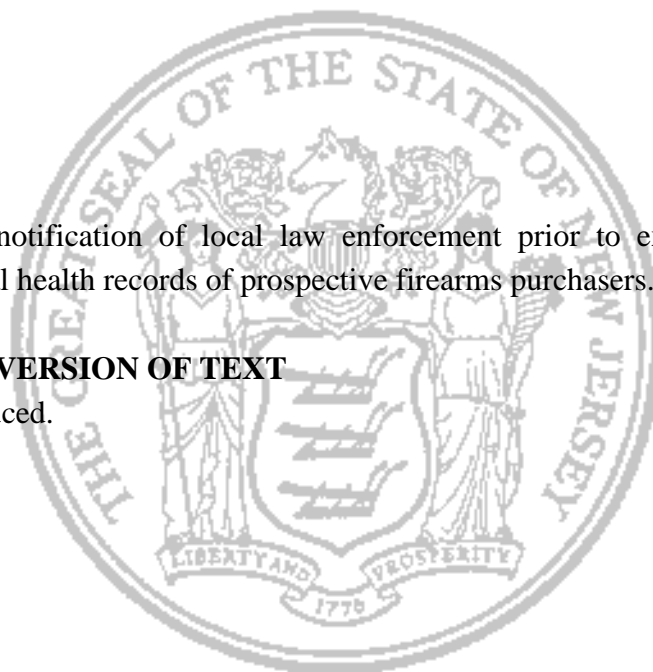 THE GREAT SEAL OF THE STATE OF NEW JERSEY
notification of local law enforcement prior to e
l health records of prospective firearms purchasers.
VERSION OF TEXT
ced.
LIBERTY AND PROSPERITY
1776